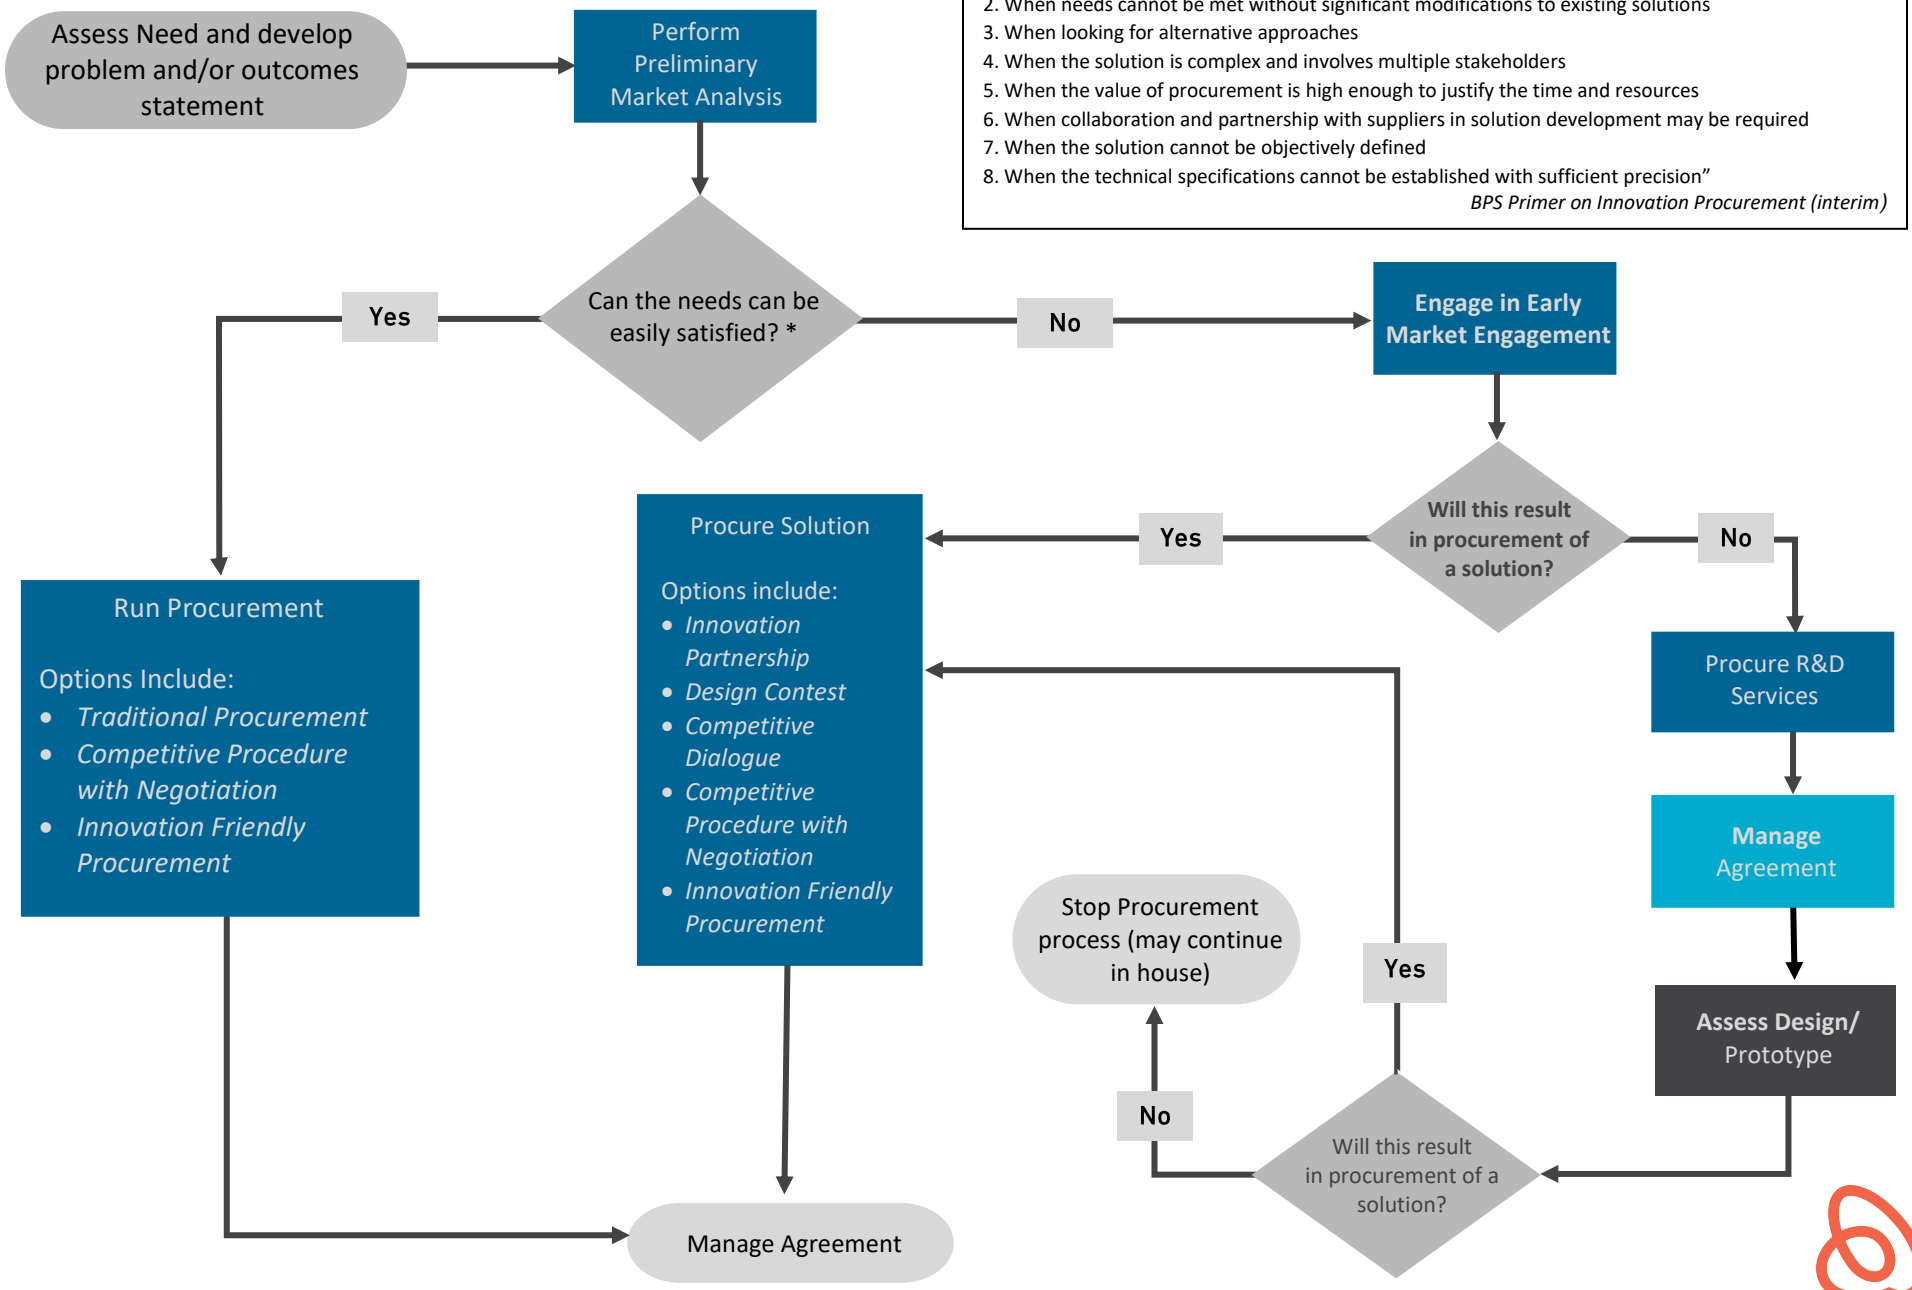 2. When needs cannot be met without significant modifications to existing solutions
3. When looking for alternative approaches
4. When the solution is complex and involves multiple stakeholders
5. When the value of procurement is high enough to justify the time and resources
6. When collaboration and partnership with suppliers in solution development may be required
7. When the solution cannot be objectively defined
8. When the technical specifications cannot be established with sufficient precision”
BPS Primer on Innovation Procurement (interim)
Assess Need and develop
problem and/or outcomes
statement
Perform
Preliminary
Market Analysis
Can the needs can be
easily satisfied? *
Yes
No
Engage in Early
Market Engagement
Will this result
in procurement of
a solution?
Yes
No
Run Procurement
Options Include:
• Traditional Procurement
• Competitive Procedure
with Negotiation
• Innovation Friendly
Procurement
Procure Solution
Options include:
• Innovation
Partnership
• Design Contest
• Competitive
Dialogue
• Competitive
Procedure with
Negotiation
• Innovation Friendly
Procurement
Procure R&D
Services
Manage
Agreement
Assess Design/
Prototype
Will this result
in procurement of a
solution?
Yes
No
Stop Procurement
process (may continue
in house)
Manage Agreement